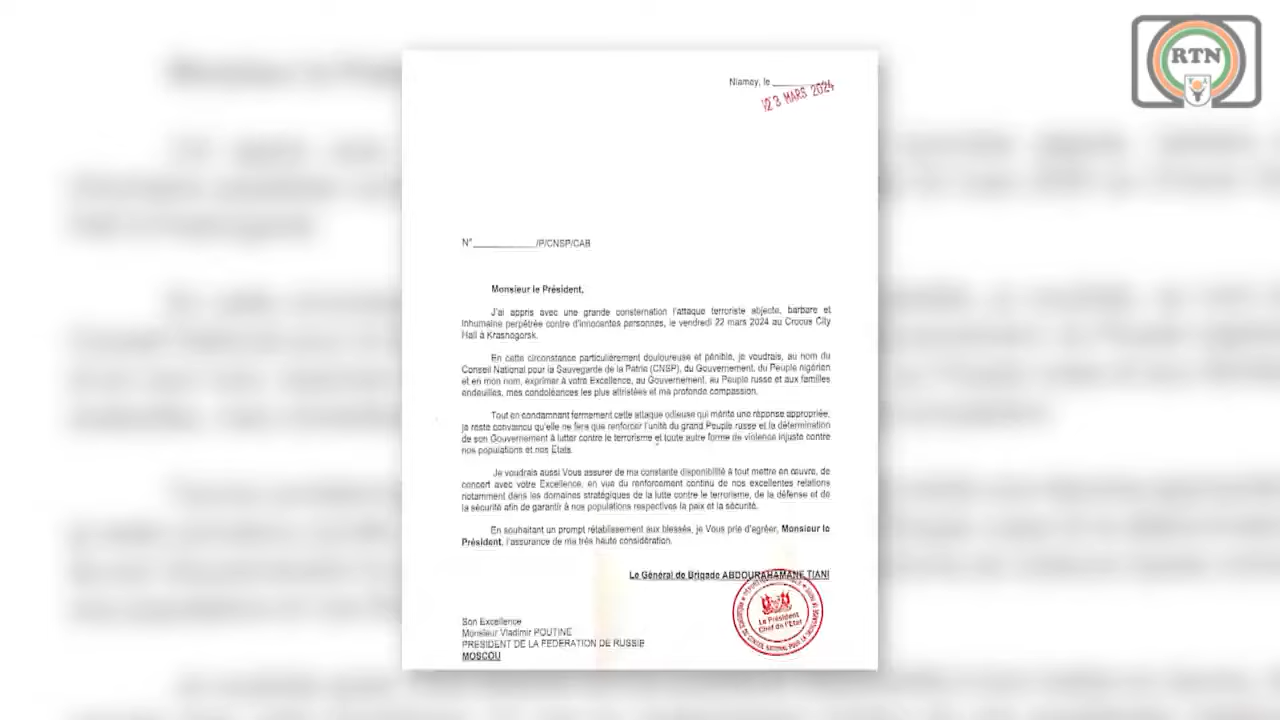 RTN
Niamey, le
23 MARS 2024
N°____________/P/CNSP/CAB
Monsieur le Président,
J'ai appris avec une grande consternation l'attaque terroriste abjecte, barbare et
inhumaine perpétrée contre d'innocentes personnes, le vendredi 22 mars 2024 au Crocus City
Hall à Krasnogorsk.
En cette circonstance particulièrement douloureuse et pénible, je voudrais, au nom du
Conseil National pour la Sauvegarde de la Patrie (CNSP), du Gouvernement, du Peuple nigérien
et en mon nom, exprimer à votre Excellence, au Gouvernement, au Peuple russe et aux familles
endeuillées, mes condoléances les plus attristées et ma profonde compassion.
Tout en condamnant fermement cette attaque odieuse qui mérite une réponse appropriée,
je reste convaincu qu'elle ne fera que renforcer l'unité du grand Peuple russe et la détermination
de son Gouvernement à lutter contre le terrorisme et toute autre forme de violence injuste contre
nos populations et nos Etats.
Je voudrais aussi Vous assurer de ma constante disponibilité à tout mettre en œuvre, de
concert avec votre Excellence, en vue du renforcement continu de nos excellentes relations
notamment dans les domaines stratégiques de la lutte contre le terrorisme, de la défense et de
la sécurité afin de garantir à nos populations respectives la paix et la sécurité.
En souhaitant un prompt rétablissement aux blessés, je Vous prie d'agréer, Monsieur le
Président, l'assurance de ma très haute considération.
Le Général de Brigade ABDOURAHAMANE TIANI
Le Président
Chef de l'Etat
Son Excellence
Monsieur Vladimir POUTINE
PRESIDENT DE LA FEDERATION DE RUSSIE
MOSCOU